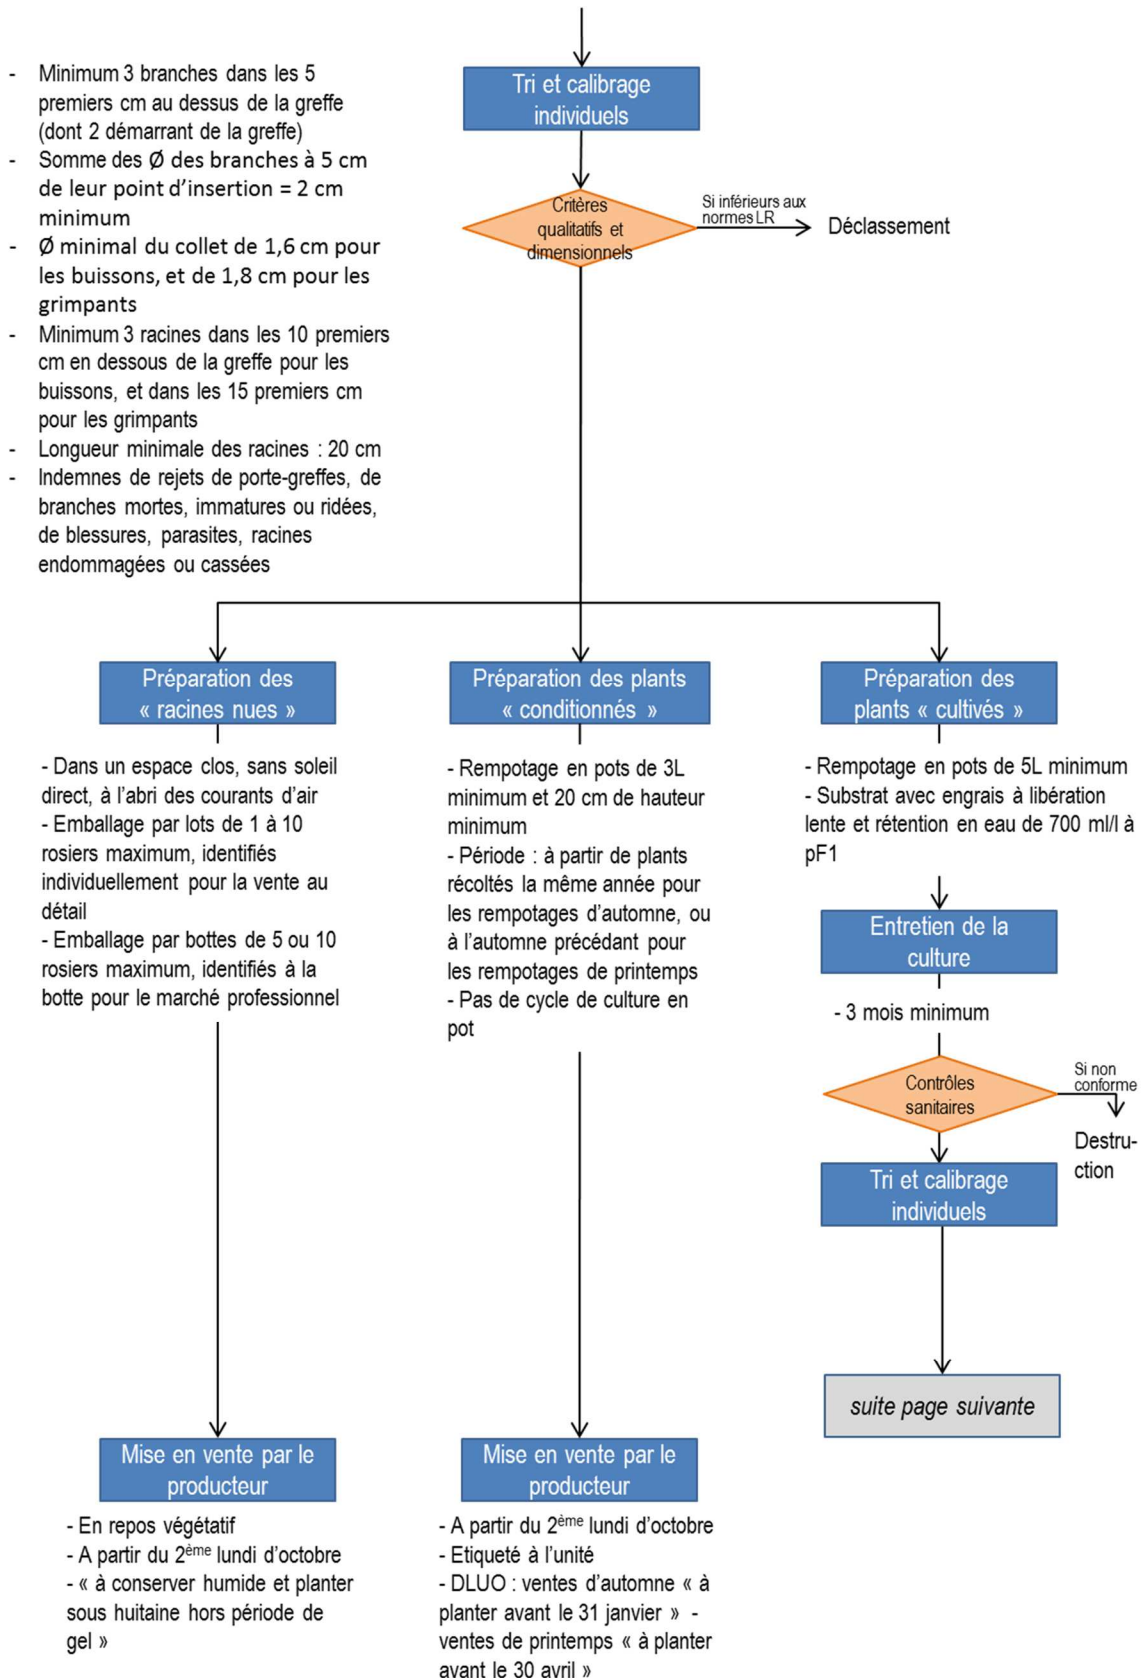 - Minimum 3 branches dans les 5
premiers cm au dessus de la greffe
(dont 2 démarrant de la greffe)
- Somme des Ø des branches à 5 cm
de leur point d’insertion = 2 cm
minimum
- Ø minimal du collet de 1,6 cm pour
les buissons, et de 1,8 cm pour les
grimpants
- Minimum 3 racines dans les 10 premiers
cm en dessous de la greffe pour les
buissons, et dans les 15 premiers cm
pour les grimpants
- Longueur minimale des racines : 20 cm
- Indemnes de rejets de porte-greffes, de
branches mortes, immatures ou ridées,
de blessures, parasites, racines
endommagées ou cassées
Tri et calibrage
individuels
Critères
qualitatifs et
dimensionnels
Si inférieurs aux
normes LR
Déclassement
Préparation des
« racines nues »
- Dans un espace clos, sans soleil
direct, à l’abri des courants d’air
- Emballage par lots de 1 à 10
rosiers maximum, identifiés
individuellement pour la vente au
détail
- Emballage par bottes de 5 ou 10
rosiers maximum, identifiés à la
botte pour le marché professionnel
Mise en vente par le
producteur
- En repos végétatif
- A partir du 2ème lundi d’octobre
- « à conserver humide et planter
sous huitaine hors période de
gel »
Préparation des plants
« conditionnés »
- Rempotage en pots de 3L
minimum et 20 cm de hauteur
minimum
- Période : à partir de plants
récoltés la même année pour
les rempotages d’automne, ou
à l’automne précédant pour
les rempotages de printemps
- Pas de cycle de culture en
pot
Mise en vente par le
producteur
- A partir du 2ème lundi d’octobre
- Etiqueté à l’unité
- DLUO : ventes d’automne « à
planter avant le 31 janvier » -
ventes de printemps « à planter
avant le 30 avril »
Préparation des
plants « cultivés »
- Rempotage en pots de 5L minimum
- Substrat avec engrais à libération
lente et rétention en eau de 700 ml/l à
pF1
Entretien de la
culture
- 3 mois minimum
Contrôles
sanitaires
Si non
conforme
Destru-
ction
Tri et calibrage
individuels
suite page suivante